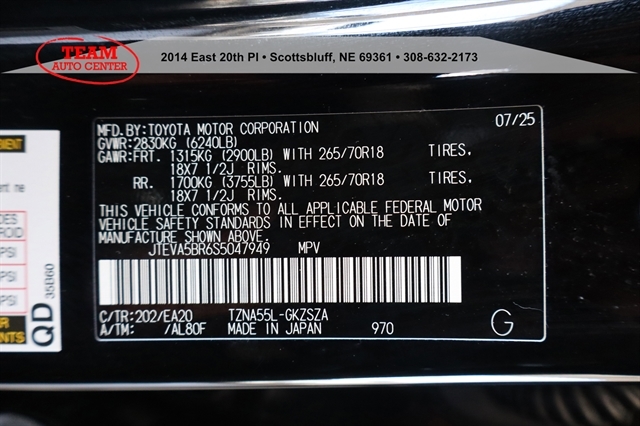 TEAM
AUTO CENTER
2014 East 20th Pl • Scottsbluff, NE 69361 • 308-632-2173
MFD.BY:TOYOTA MOTOR CORPORATION 07/25
GVWR:2830KG (6240LB)
GAWR:FRT. 1315KG (2900LB) WITH 265/70R18 TIRES.
18X7 1/2J RIMS.
RR. 1700KG (3755LB) WITH 265/70R18 TIRES.
18X7 1/2J RIMS.
THIS VEHICLE CONFORMS TO ALL APPLICABLE FEDERAL MOTOR
VEHICLE SAFETY STANDARDS IN EFFECT ON THE DATE OF
MANUFACTURE SHOWN ABOVE.
JTEVA5BR6S5047949 MPV
C/TR:202/EA20 TZNA55L-GKZSZA
A/TM: /AL80F MADE IN JAPAN 970 G
QD
35B60
PSI
PSI